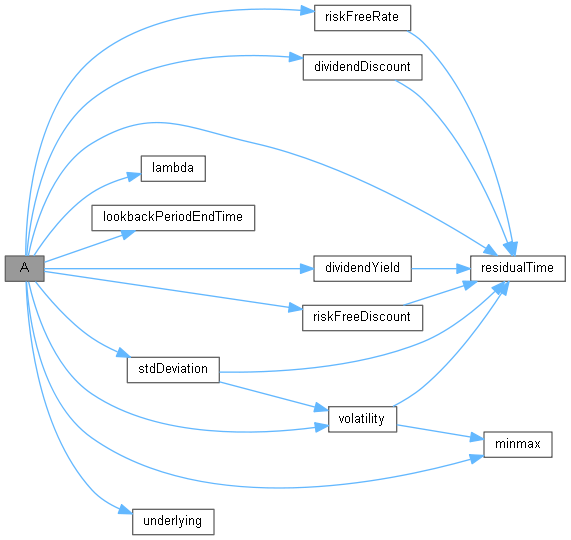 riskFreeRate
dividendDiscount
lambda
lookbackPeriodEndTime
A
dividendYield
residualTime
riskFreeDiscount
stdDeviation
volatility
minmax
underlying